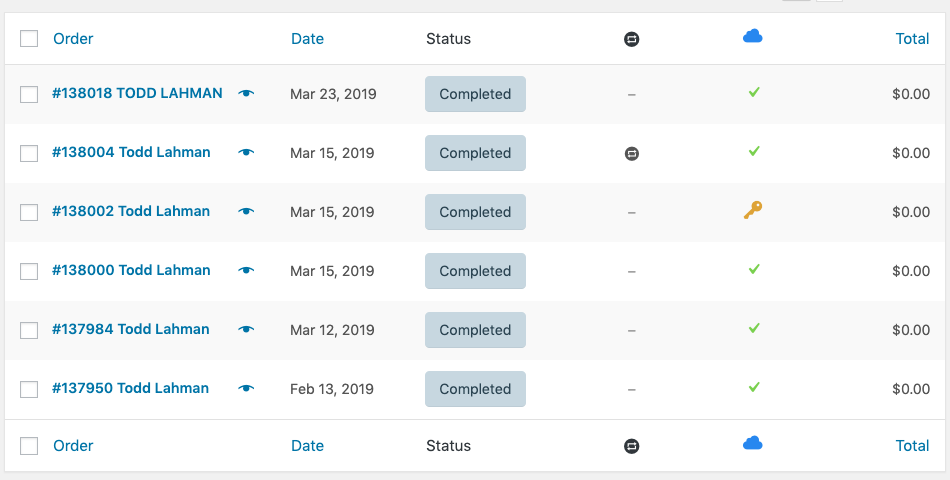 Order Date Status Total
#138018 TODD LAHMAN Mar 23, 2019 Completed – $0.00
#138004 Todd Lahman Mar 15, 2019 Completed $0.00
#138002 Todd Lahman Mar 15, 2019 Completed – $0.00
#138000 Todd Lahman Mar 15, 2019 Completed – $0.00
#137984 Todd Lahman Mar 12, 2019 Completed – $0.00
#137950 Todd Lahman Feb 13, 2019 Completed – $0.00
Order Date Status Total